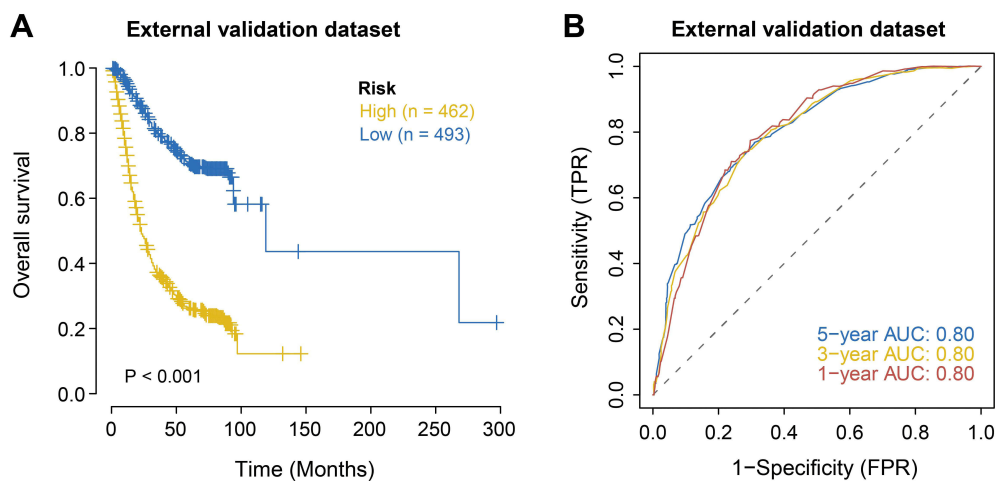 A
External validation dataset
Overall survival
1.0
0.8
0.6
0.4
0.2
0.0
Risk
High (n = 462)
Low (n = 493)
P < 0.001
0
50
100
150
200
250
300
Time (Months)
B
External validation dataset
Sensitivity (TPR)
1.0
0.8
0.6
0.4
0.2
0.0
5−year AUC: 0.80
3−year AUC: 0.80
1−year AUC: 0.80
0.0
0.2
0.4
0.6
0.8
1.0
1−Specificity (FPR)